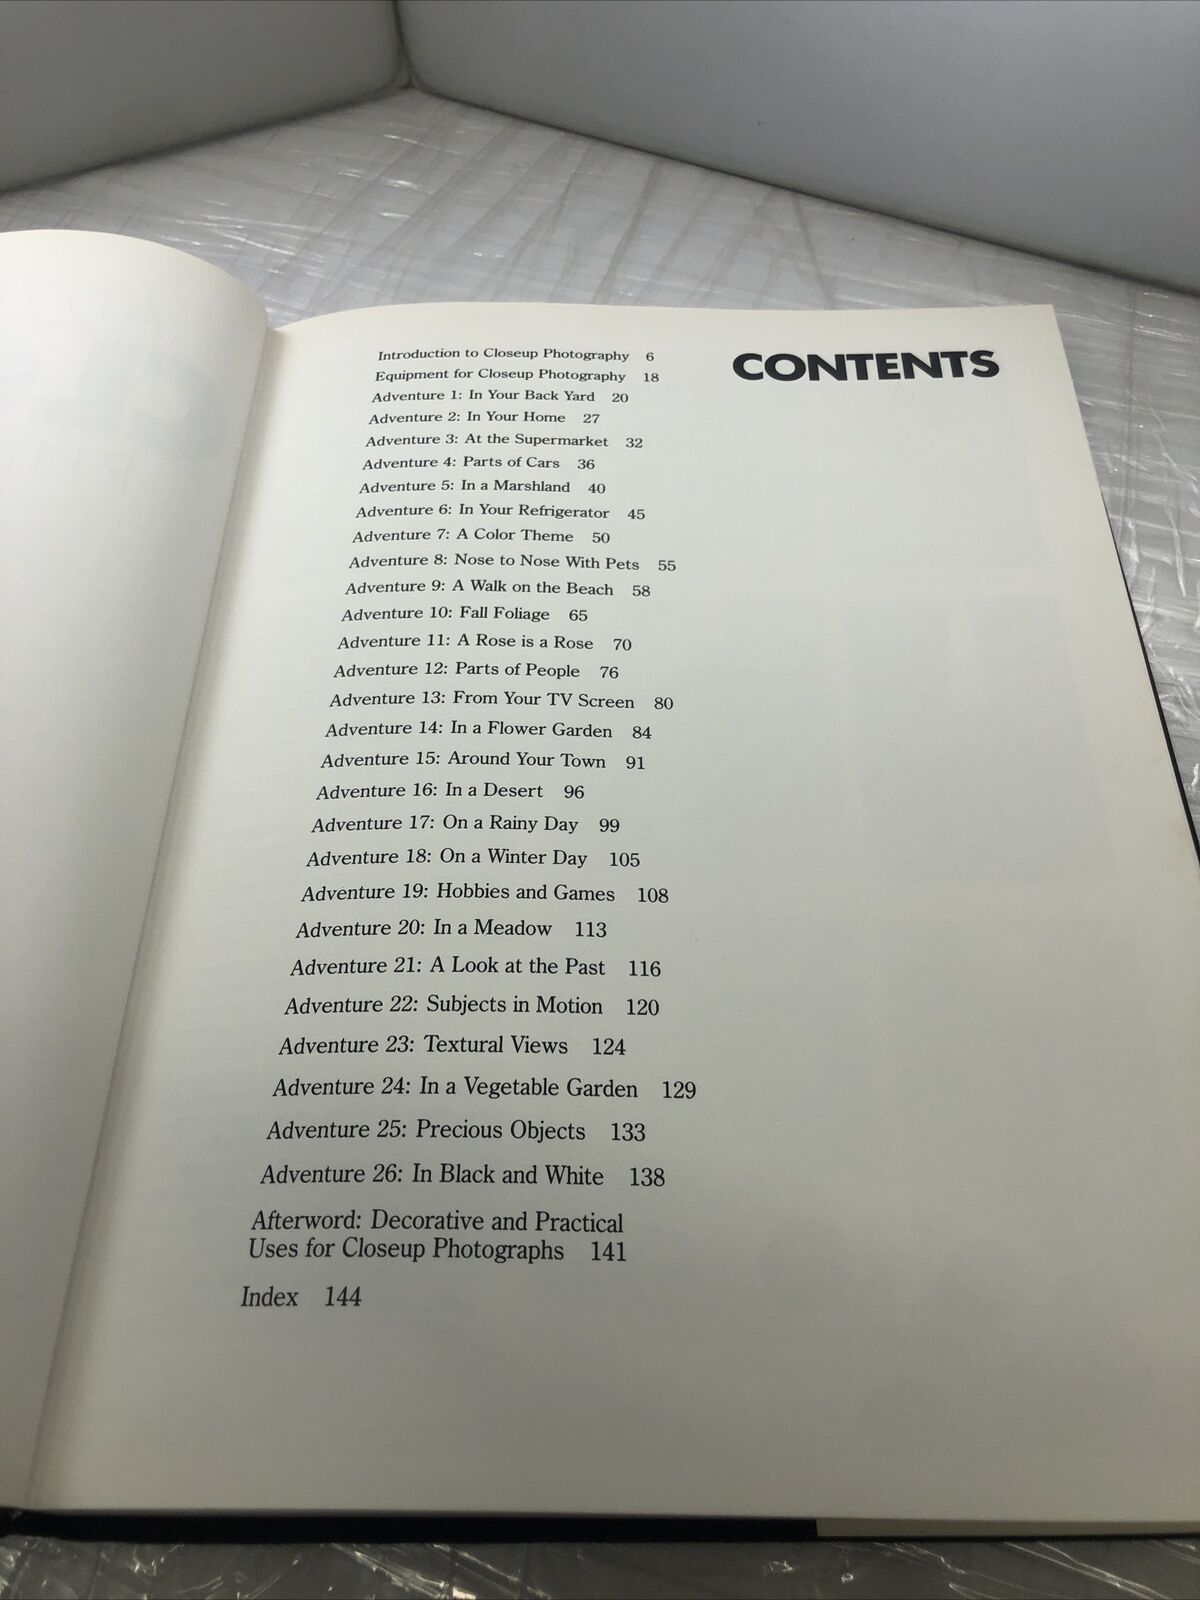 CONTENTS
Introduction to Closeup Photography 6
Equipment for Closeup Photography 18
Adventure 1: In Your Back Yard 20
Adventure 2: In Your Home 27
Adventure 3: At the Supermarket 32
Adventure 4: Parts of Cars 36
Adventure 5: In a Marshland 40
Adventure 6: In Your Refrigerator 45
Adventure 7: A Color Theme 50
Adventure 8: Nose to Nose With Pets 55
Adventure 9: A Walk on the Beach 58
Adventure 10: Fall Foliage 65
Adventure 11: A Rose is a Rose 70
Adventure 12: Parts of People 76
Adventure 13: From Your TV Screen 80
Adventure 14: In a Flower Garden 84
Adventure 15: Around Your Town 91
Adventure 16: In a Desert 96
Adventure 17: On a Rainy Day 99
Adventure 18: On a Winter Day 105
Adventure 19: Hobbies and Games 108
Adventure 20: In a Meadow 113
Adventure 21: A Look at the Past 116
Adventure 22: Subjects in Motion 120
Adventure 23: Textural Views 124
Adventure 24: In a Vegetable Garden 129
Adventure 25: Precious Objects 133
Adventure 26: In Black and White 138
Afterword: Decorative and Practical
Uses for Closeup Photographs 141
Index 144